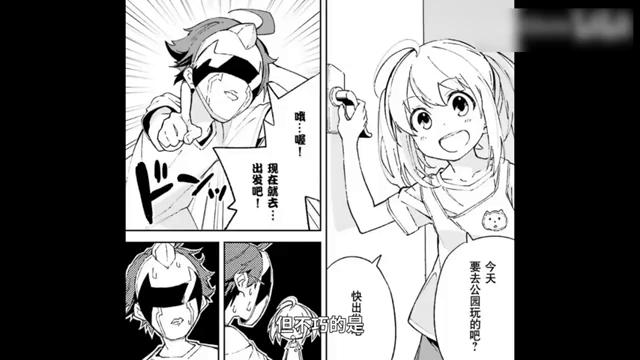 今天
要去公园玩的吧？
快出
哦…喔！
现在就去…
出发吧！
ドーン
但不巧的是